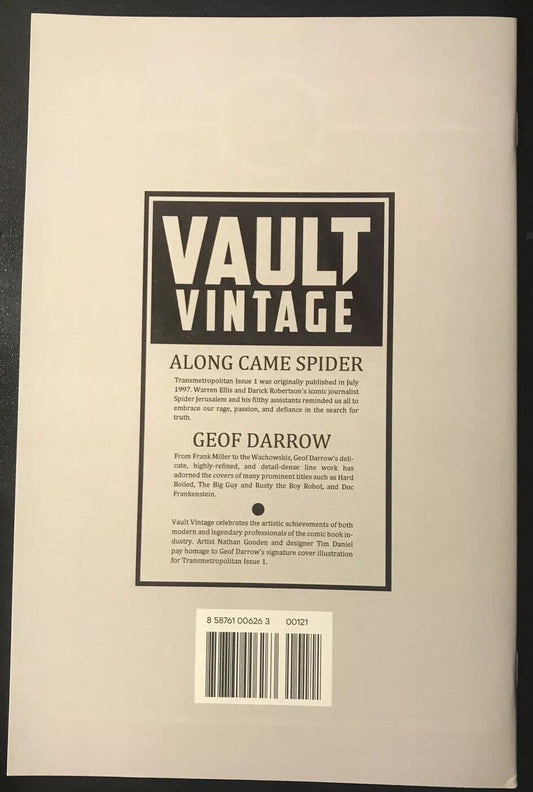 VAULT
VINTAGE
ALONG CAME SPIDER
Transmetropolitan Issue 1 was originally published in July
1997. Warren Ellis and Darick Robertson's iconic journalist
Spider Jerusalem and his filthy assistants reminded us all to
embrace our rage, passion, and defiance in the search for
truth.
GEOF DARROW
From Frank Miller to the Wachowskis, Geof Darrow's deli-
cate, highly-refined, and detail-dense line work has
adorned the covers of many prominent titles such as Hard
Boiled, The Big Guy and Rusty the Boy Robot, and Doc
Frankenstein.
Vault Vintage celebrates the artistic achievements of both
modern and legendary professionals of the comic book in-
dustry. Artist Nathan Gooden and designer Tim Daniel
pay homage to Geof Darrow's signature cover illustration
for Transmetropolitan Issue 1.
8 58761 00626 3 00121